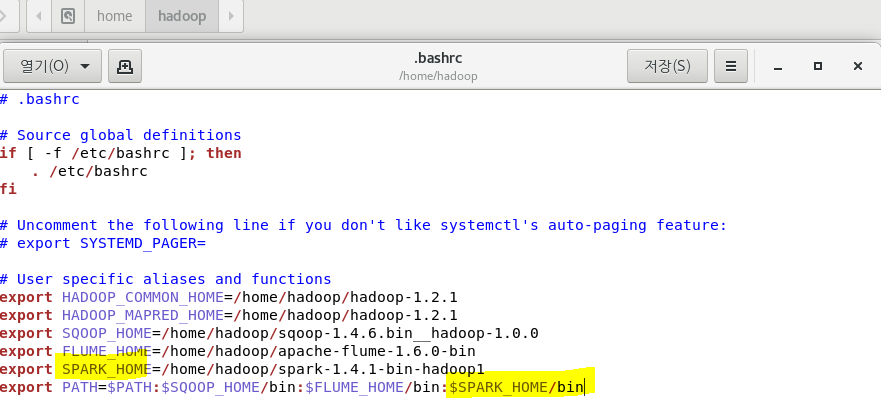 home hadoop
열기(O) .bashrc 저장(S)
/home/hadoop
# .bashrc
# Source global definitions
if [ -f /etc/bashrc ]; then
. /etc/bashrc
fi
# Uncomment the following line if you don't like systemctl's auto-paging feature:
# export SYSTEMD_PAGER=
# User specific aliases and functions
export HADOOP_COMMON_HOME=/home/hadoop/hadoop-1.2.1
export HADOOP_MAPRED_HOME=/home/hadoop/hadoop-1.2.1
export SQOOP_HOME=/home/hadoop/sqoop-1.4.6.bin__hadoop-1.0.0
export FLUME_HOME=/home/hadoop/apache-flume-1.6.0-bin
export SPARK_HOME=/home/hadoop/spark-1.4.1-bin-hadoop1
export PATH=$PATH:$SQOOP_HOME/bin:$FLUME_HOME/bin:$SPARK_HOME/bin